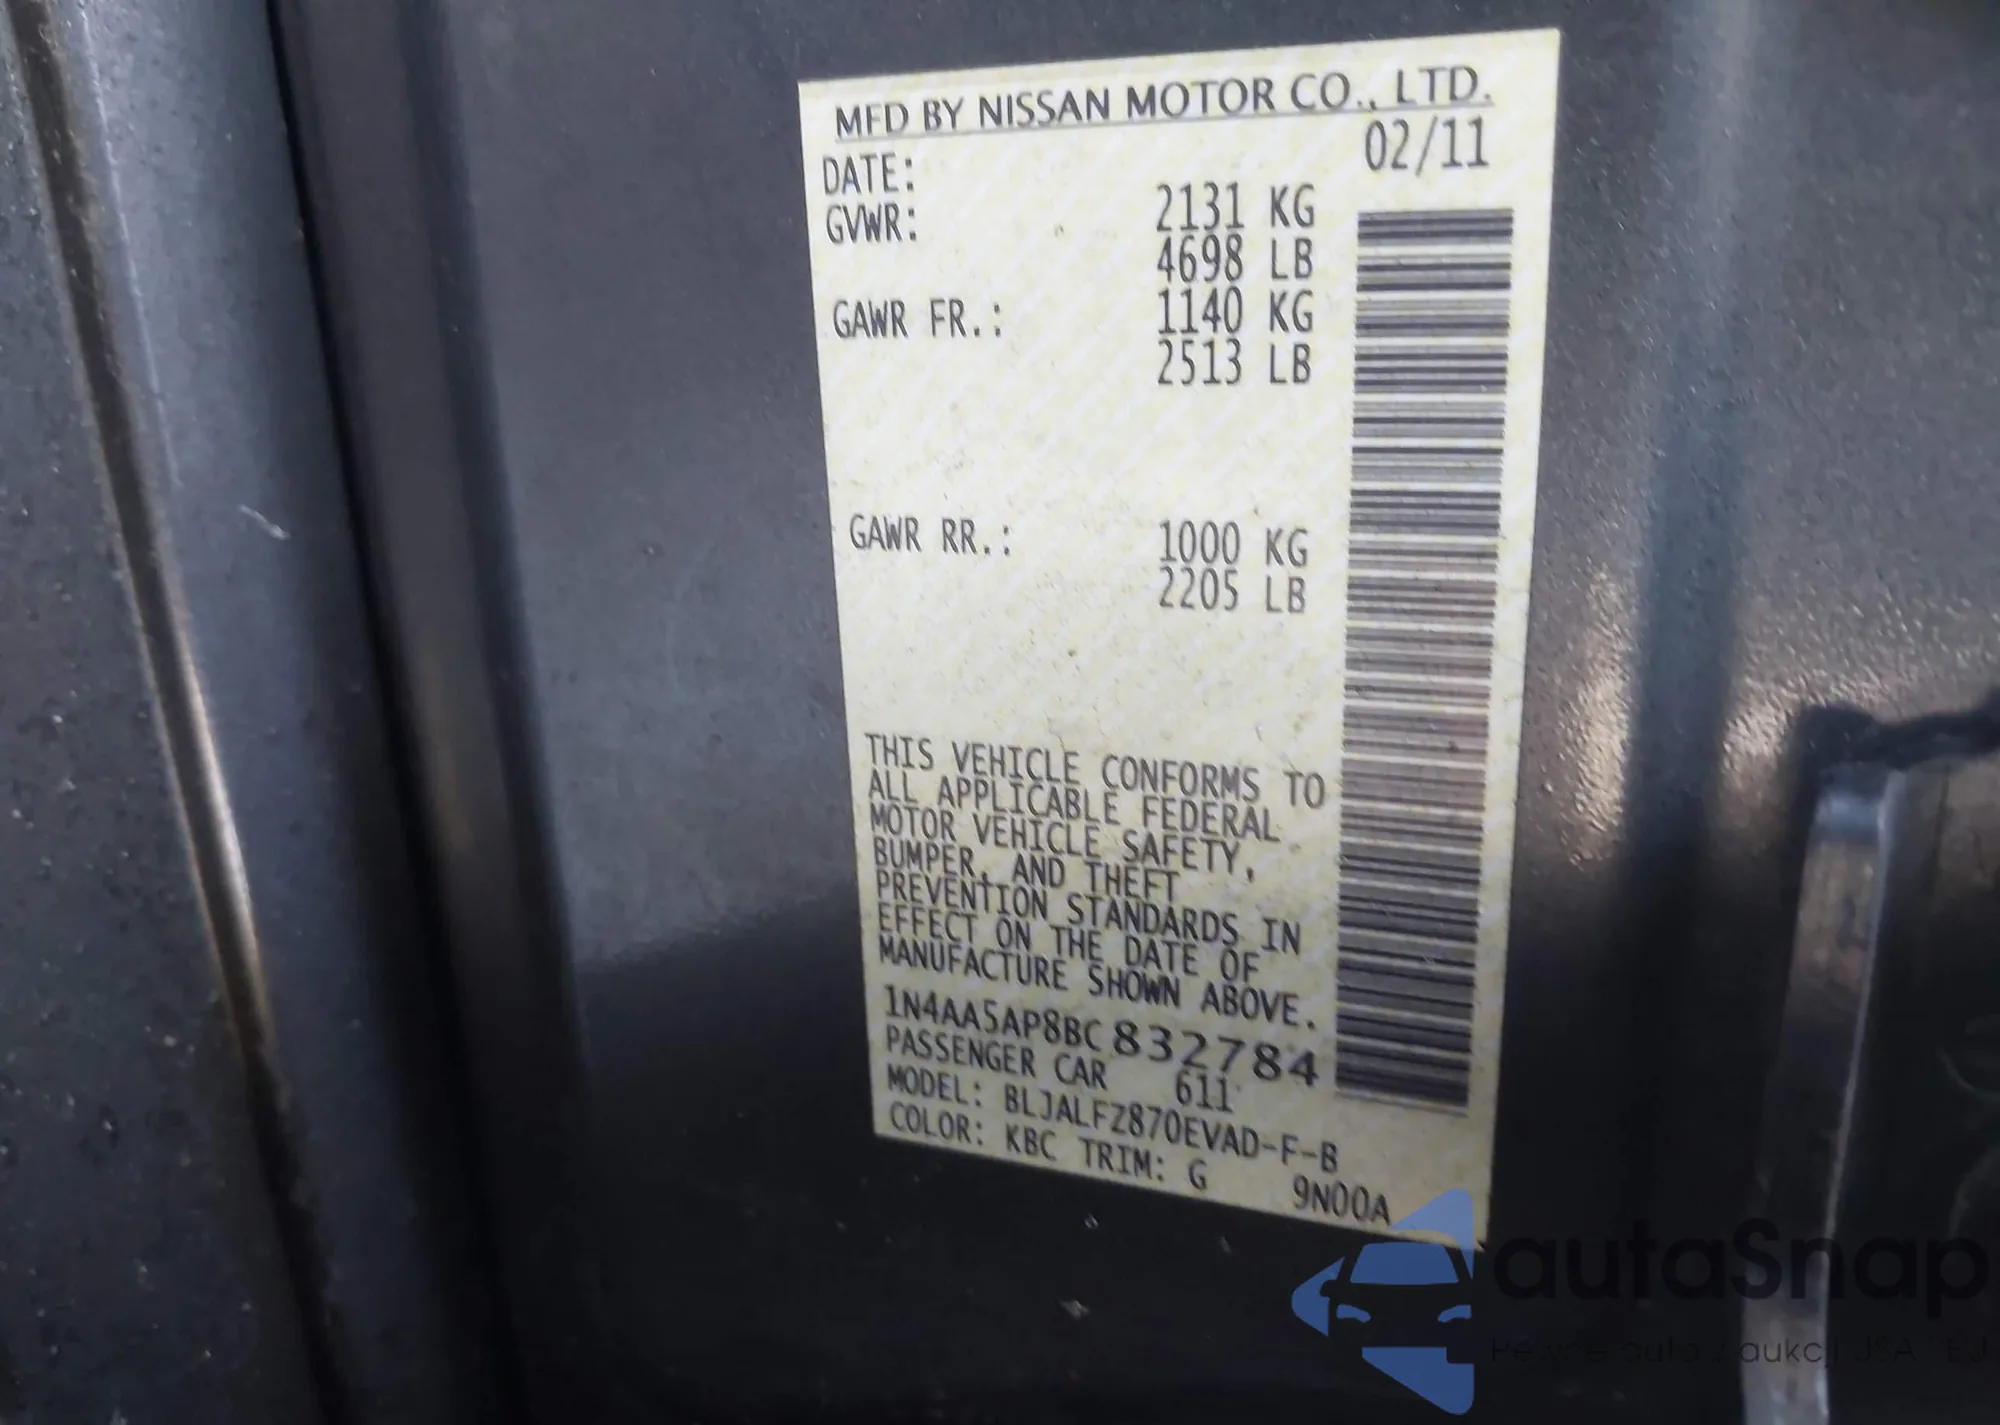 MFD BY NISSAN MOTOR CO., LTD.
DATE: 02/11
GVWR: 2131 KG
4698 LB
GAWR FR.: 1140 KG
2513 LB
GAWR RR.: 1000 KG
2205 LB
THIS VEHICLE CONFORMS TO
ALL APPLICABLE FEDERAL
MOTOR VEHICLE SAFETY,
BUMPER, AND THEFT
PREVENTION STANDARDS IN
EFFECT ON THE DATE OF
MANUFACTURE SHOWN ABOVE.
1N4AA5AP8BC832784
PASSENGER CAR 611
MODEL: BLJALFZ870EVAD-F-B
COLOR: KBC TRIM: G 9N00A
autaSnap
auta z aukcji USA